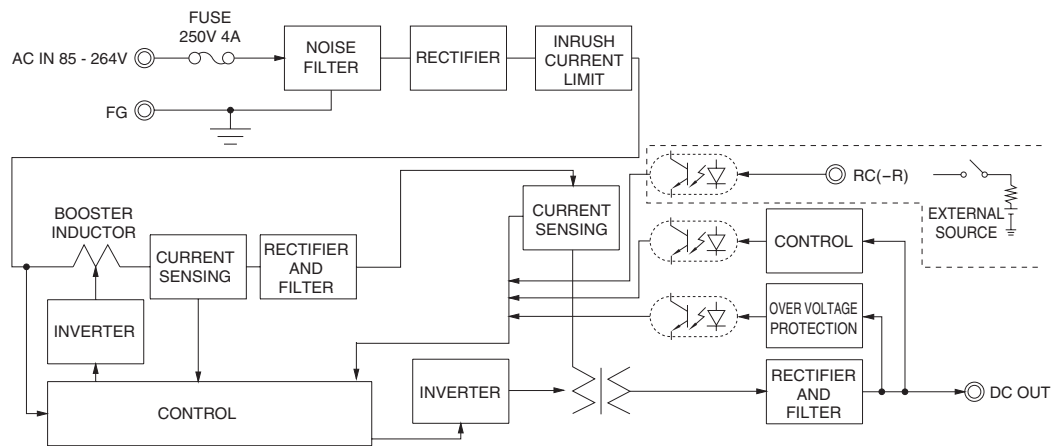 FUSE
250V 4A
AC IN 85 - 264V
NOISE
FILTER
RECTIFIER
INRUSH
CURRENT
LIMIT
FG
RC(−R)
EXTERNAL
SOURCE
BOOSTER
INDUCTOR
CURRENT
SENSING
RECTIFIER
AND
FILTER
CURRENT
SENSING
CONTROL
INVERTER
OVER VOLTAGE
PROTECTION
CONTROL
INVERTER
RECTIFIER
AND
FILTER
DC OUT